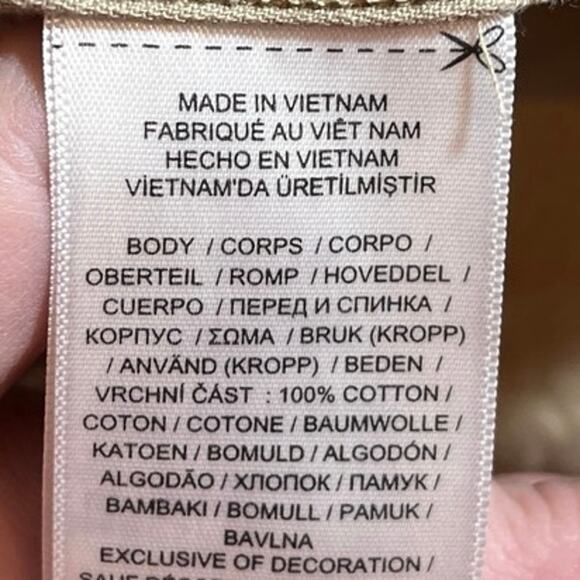 MADE IN VIETNAM
FABRIQUÉ AU VIÊT NAM
HECHO EN VIETNAM
VİETNAM'DA ÜRETİLMİŞTİR
BODY / CORPS / CORPO /
OBERTEIL / ROMP / HOVEDDEL /
CUERPO / ПЕРЕД И СПИНКА /
КОРПУС / ΣΩΜΑ / BRUK (KROPP)
/ ANVÄND (KROPP) / BEDEN /
VRCHNÍ ČÁST : 100% COTTON /
COTON / COTONE / BAUMWOLLE /
KATOEN / BOMULD / ALGODÓN /
ALGODÃO / ХЛОПОК / ПАМУК /
BAMBAKI / BOMULL / PAMUK /
BAVLNA
EXCLUSIVE OF DECORATION /